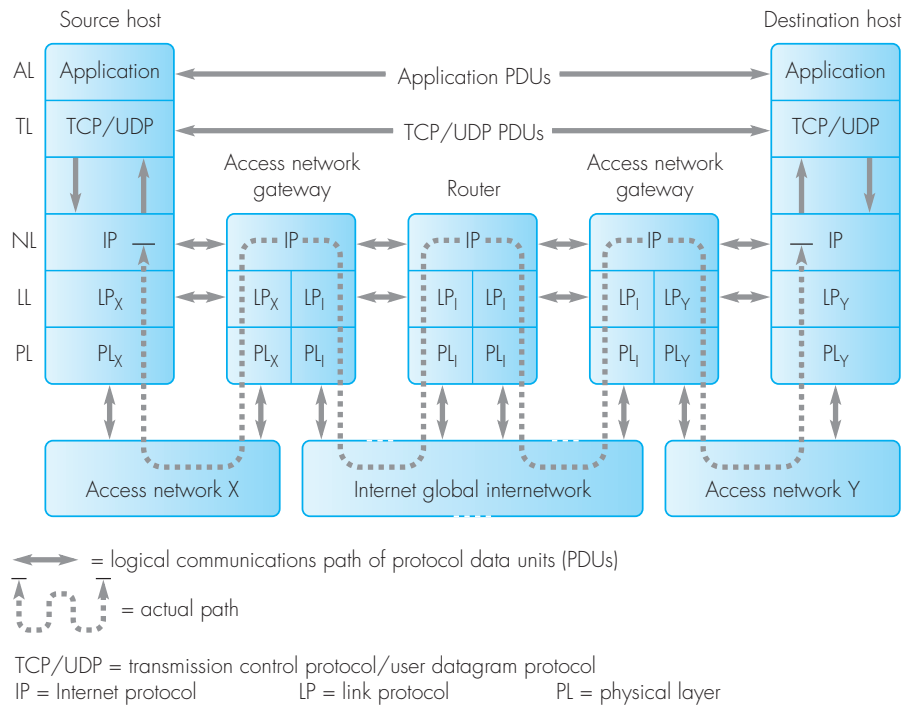 Source host
Destination host
AL
Application
Application PDUs
Application
TL
TCP/UDP
TCP/UDP PDUs
TCP/UDP
Access network
gateway
Router
Access network
gateway
NL
IP
IP
IP
IP
IP
LL
LPX
LPX
LPI
LPI
LPI
LPI
LPY
LPY
PL
PLX
PLX
PLI
PLI
PLI
PLI
PLY
PLY
Access network X
Internet global internetwork
Access network Y
= logical communications path of protocol data units (PDUs)
= actual path
TCP/UDP = transmission control protocol/user datagram protocol
IP = Internet protocol
LP = link protocol
PL = physical layer